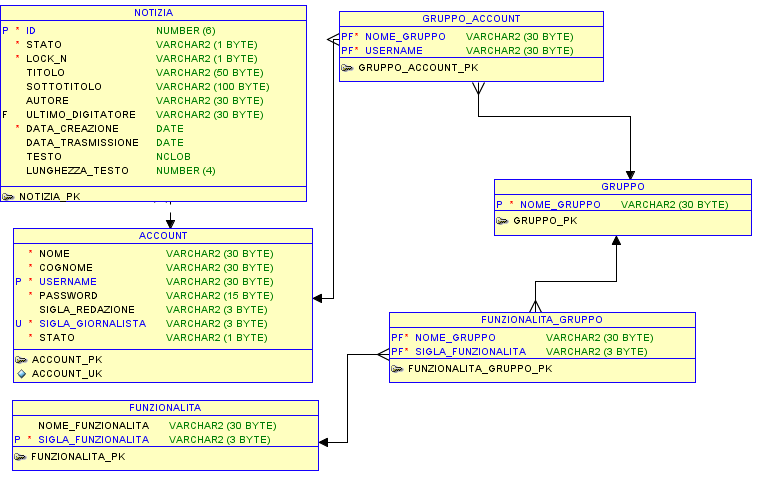 NOTIZIA
P * ID NUMBER (6)
* STATO VARCHAR2 (1 BYTE)
* LOCK_N VARCHAR2 (1 BYTE)
TITOLO VARCHAR2 (50 BYTE)
SOTTOTITOLO VARCHAR2 (100 BYTE)
AUTORE VARCHAR2 (30 BYTE)
F ULTIMO_DIGITATORE VARCHAR2 (30 BYTE)
* DATA_CREAZIONE DATE
DATA_TRASMISSIONE DATE
TESTO NCLOB
LUNGHEZZA_TESTO NUMBER (4)
NOTIZIA_PK
GRUPPO_ACCOUNT
PF* NOME_GRUPPO VARCHAR2 (30 BYTE)
PF* USERNAME VARCHAR2 (30 BYTE)
GRUPPO_ACCOUNT_PK
GRUPPO
P * NOME_GRUPPO VARCHAR2 (30 BYTE)
GRUPPO_PK
ACCOUNT
* NOME VARCHAR2 (30 BYTE)
* COGNOME VARCHAR2 (30 BYTE)
P * USERNAME VARCHAR2 (30 BYTE)
* PASSWORD VARCHAR2 (15 BYTE)
SIGLA_REDAZIONE VARCHAR2 (3 BYTE)
U * SIGLA_GIORNALISTA VARCHAR2 (3 BYTE)
* STATO VARCHAR2 (1 BYTE)
ACCOUNT_PK
ACCOUNT_UK
FUNZIONALITA_GRUPPO
PF* NOME_GRUPPO VARCHAR2 (30 BYTE)
PF* SIGLA_FUNZIONALITA VARCHAR2 (3 BYTE)
FUNZIONALITA_GRUPPO_PK
FUNZIONALITA
NOME_FUNZIONALITA VARCHAR2 (30 BYTE)
P * SIGLA_FUNZIONALITA VARCHAR2 (3 BYTE)
FUNZIONALITA_PK